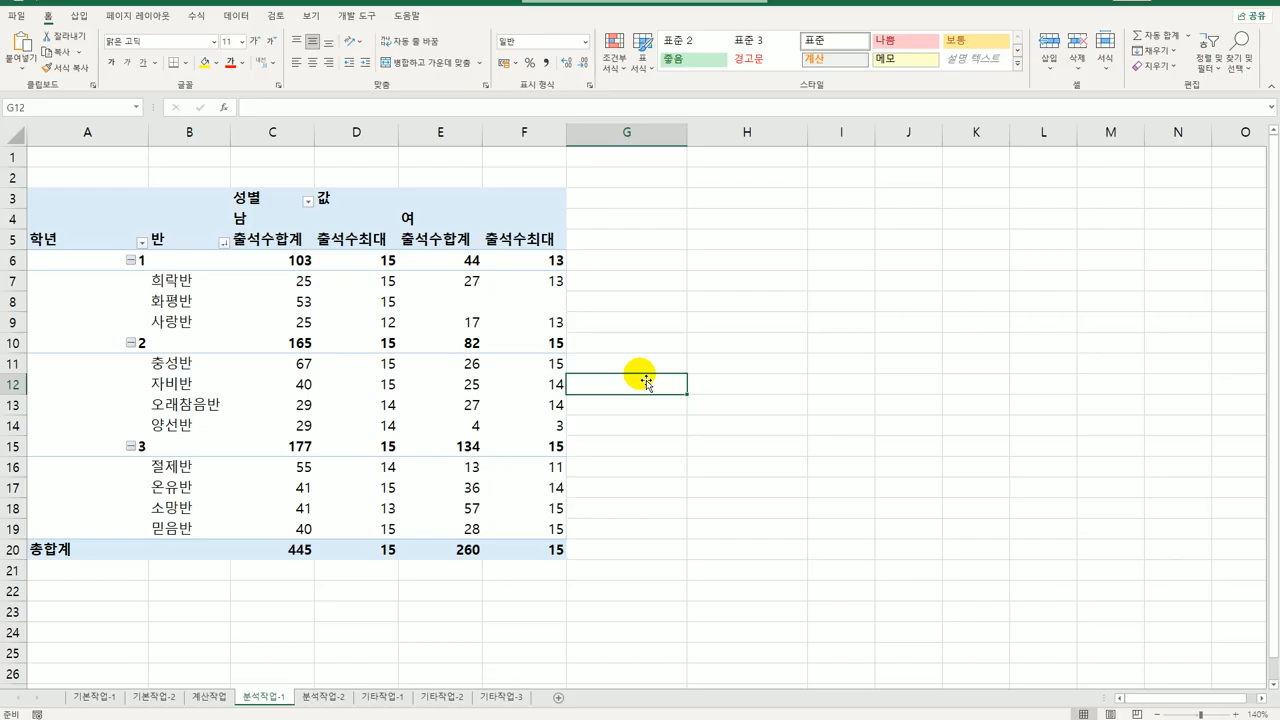 파일 홈 삽입 페이지 레이아웃 수식 데이터 검토 보기 개발 도구 도움말 공유
붙여넣기 잘라내기 복사 서식 복사 클립보드
맑은 고딕 11 가 가 가 가 글꼴
자동 줄 바꿈 병합하고 가운데 맞춤 맞춤
일반 % 표시 형식
조건부 서식 표 서식 표준 2 표준 3 표준 나쁨 보통
좋음 경고문 계산 메모 설명 텍스트 스타일
삽입 삭제 서식 셀
자동 합계 채우기 지우기 정렬 및 필터 찾기 및 선택 편집
G12 fx
A B C D E F G H I J K L M N O
1
2
3 성별 값
4 남 여
5 학년 반 출석수합계 출석수최대 출석수합계 출석수최대
6 1 103 15 44 13
7 희락반 25 15 27 13
8 화평반 53 15
9 사랑반 25 12 17 13
10 2 165 15 82 15
11 충성반 67 15 26 15
12 자비반 40 15 25 14
13 오래참음반 29 14 27 14
14 양선반 29 14 4 3
15 3 177 15 134 15
16 절제반 55 14 13 11
17 온유반 41 15 36 14
18 소망반 41 13 57 15
19 믿음반 40 15 28 15
20 총합계 445 15 260 15
21
22
23
24
25
26
기본작업-1 기본작업-2 계산작업 분석작업-1 분석작업-2 기타작업-1 기타작업-2 기타작업-3
준비 140%